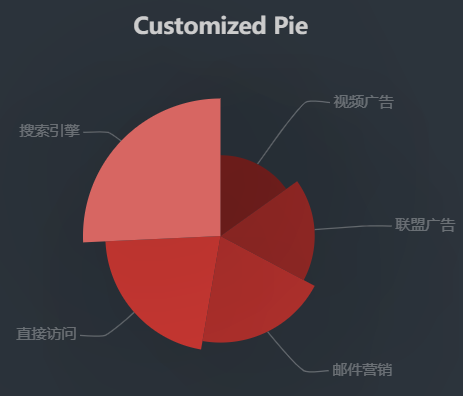 Customized Pie
视频广告
搜索引擎
联盟广告
直接访问
邮件营销